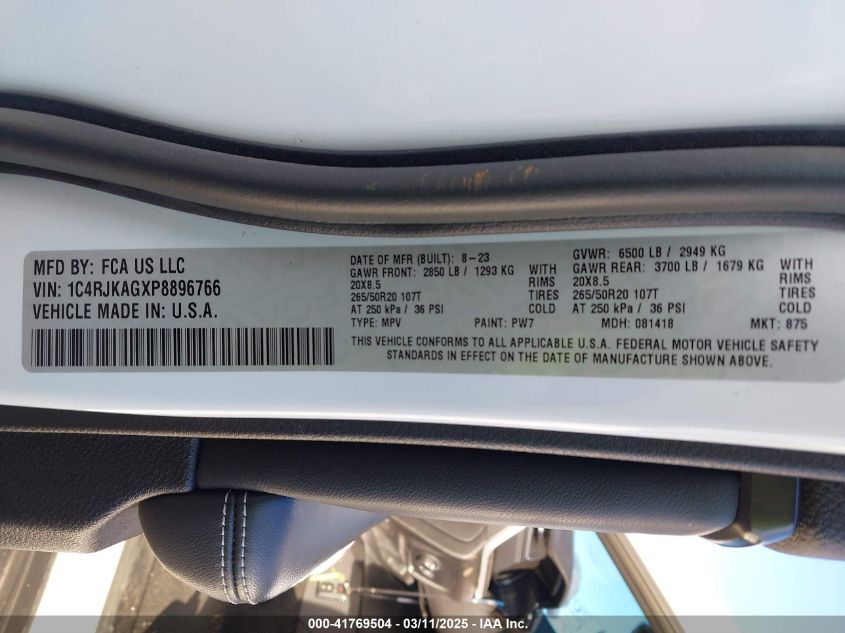 MFD BY: FCA US LLC
VIN: 1C4RJKAGXP8896766
VEHICLE MADE IN: U.S.A.
DATE OF MFR (BUILT): 8-23
GAWR FRONT: 2850 LB / 1293 KG
20X8.5 RIMS
265/50R20 107T TIRES
AT 250 kPa / 36 PSI COLD
TYPE: MPV PAINT: PW7
GVWR: 6500 LB / 2949 KG
GAWR REAR: 3700 LB / 1679 KG
20X8.5 RIMS
265/50R20 107T TIRES
AT 250 kPa / 36 PSI COLD
MDH: 081418 MKT: 875
THIS VEHICLE CONFORMS TO ALL APPLICABLE U.S.A. FEDERAL MOTOR VEHICLE SAFETY
STANDARDS IN EFFECT ON THE DATE OF MANUFACTURE SHOWN ABOVE.
000-41769504 - 03/11/2025 - IAA Inc.